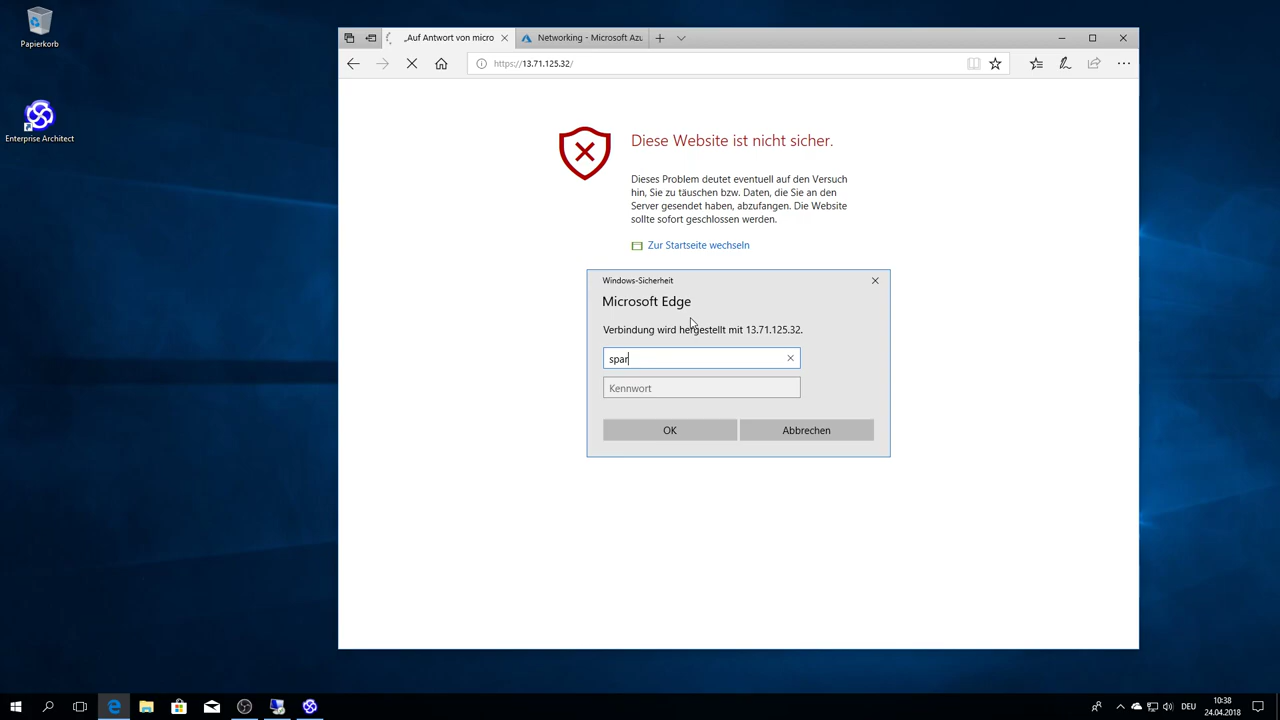 Papierkorb
Enterprise Architect
„Auf Antwort von micro
Networking - Microsoft Azu
https://13.71.125.32/
Diese Website ist nicht sicher.
Dieses Problem deutet eventuell auf den Versuch
hin, Sie zu täuschen bzw. Daten, die Sie an den
Server gesendet haben, abzufangen. Die Website
sollte sofort geschlossen werden.
Zur Startseite wechseln
Windows-Sicherheit
Microsoft Edge
Verbindung wird hergestellt mit 13.71.125.32.
spar
Kennwort
OK
Abbrechen
DEU
10:38
24.04.2018